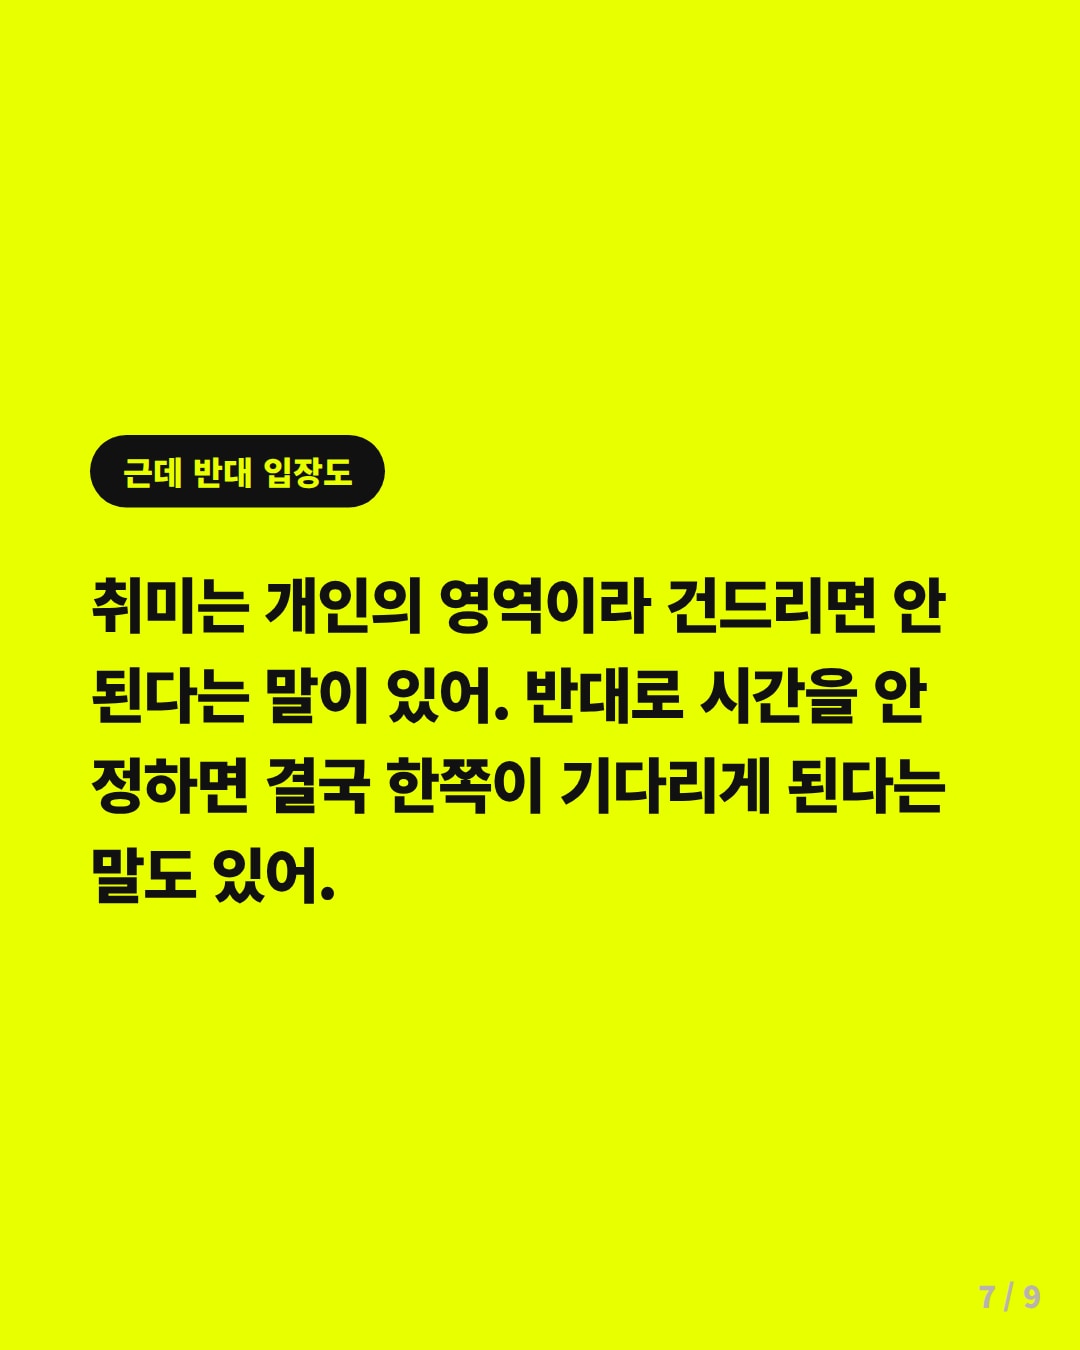 근데 반대 입장도
취미는 개인의 영역이라 건드리면 안
된다는 말이 있어. 반대로 시간을 안
정하면 결국 한쪽이 기다리게 된다는
말도 있어.
7 / 9